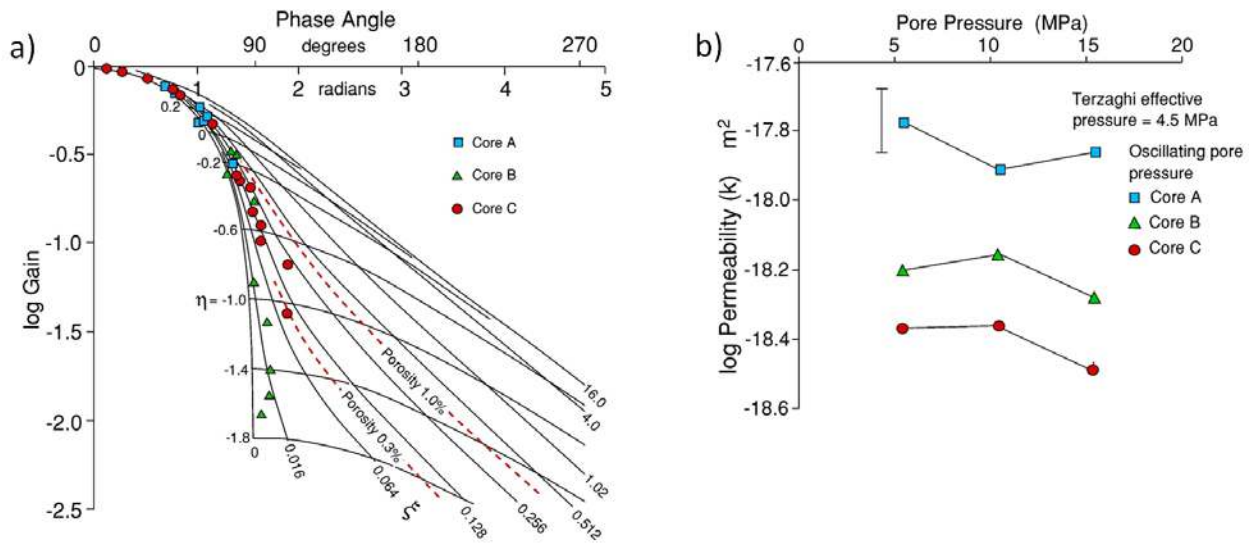 a)
Phase Angle
0 90 180 270
degrees
0 1 2 3 4 5
radians
0
-0.5
-1.0
-1.5
-2.0
-2.5
log Gain
Core A
Core B
Core C
0.2
0
-0.2
-0.6
η = -1.0
-1.4
-1.8
0
0.016
0.064
ξ
0.128
0.256
0.512
1.02
4.0
16.0
Porosity 1.0%
Porosity 0.3%
b)
Pore Pressure (MPa)
0 5 10 15 20
-17.6
-17.8
-18.0
-18.2
-18.4
-18.6
log Permeability (k) m²
Terzaghi effective
pressure = 4.5 MPa
Oscillating pore
pressure
Core A
Core B
Core C